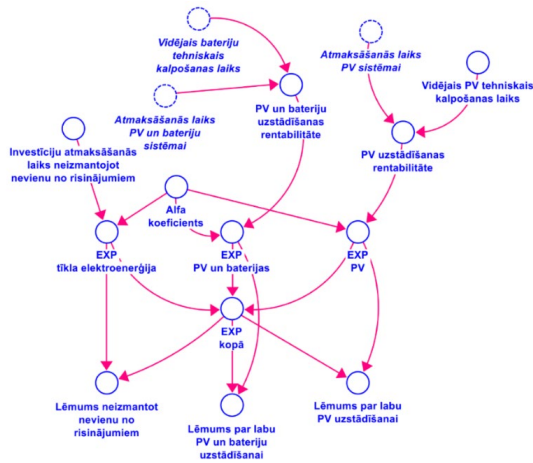 Vidējais bateriju
tehniskais
kalpošanas laiks
Atmaksāšanās laiks
PV sistēmai
Vidējais PV tehniskais
kalpošanas laiks
PV un bateriju
uzstādīšanas
rentabilitāte
Atmaksāšanās laiks
PV un bateriju
sistēmai
Investīciju atmaksāšānās
laiks neizmantojot
nevienu no risinājumiem
PV uzstādīšanas
rentabilitāte
Alfa
koeficients
EXP
tīkla elektroenerģija
EXP
PV un baterijas
EXP
PV
EXP
kopā
Lēmums neizmantot
nevienu no
risinājumiem
Lēmums par labu
PV un bateriju
uzstādīšanai
Lēmums par labu
PV uzstādīšanai